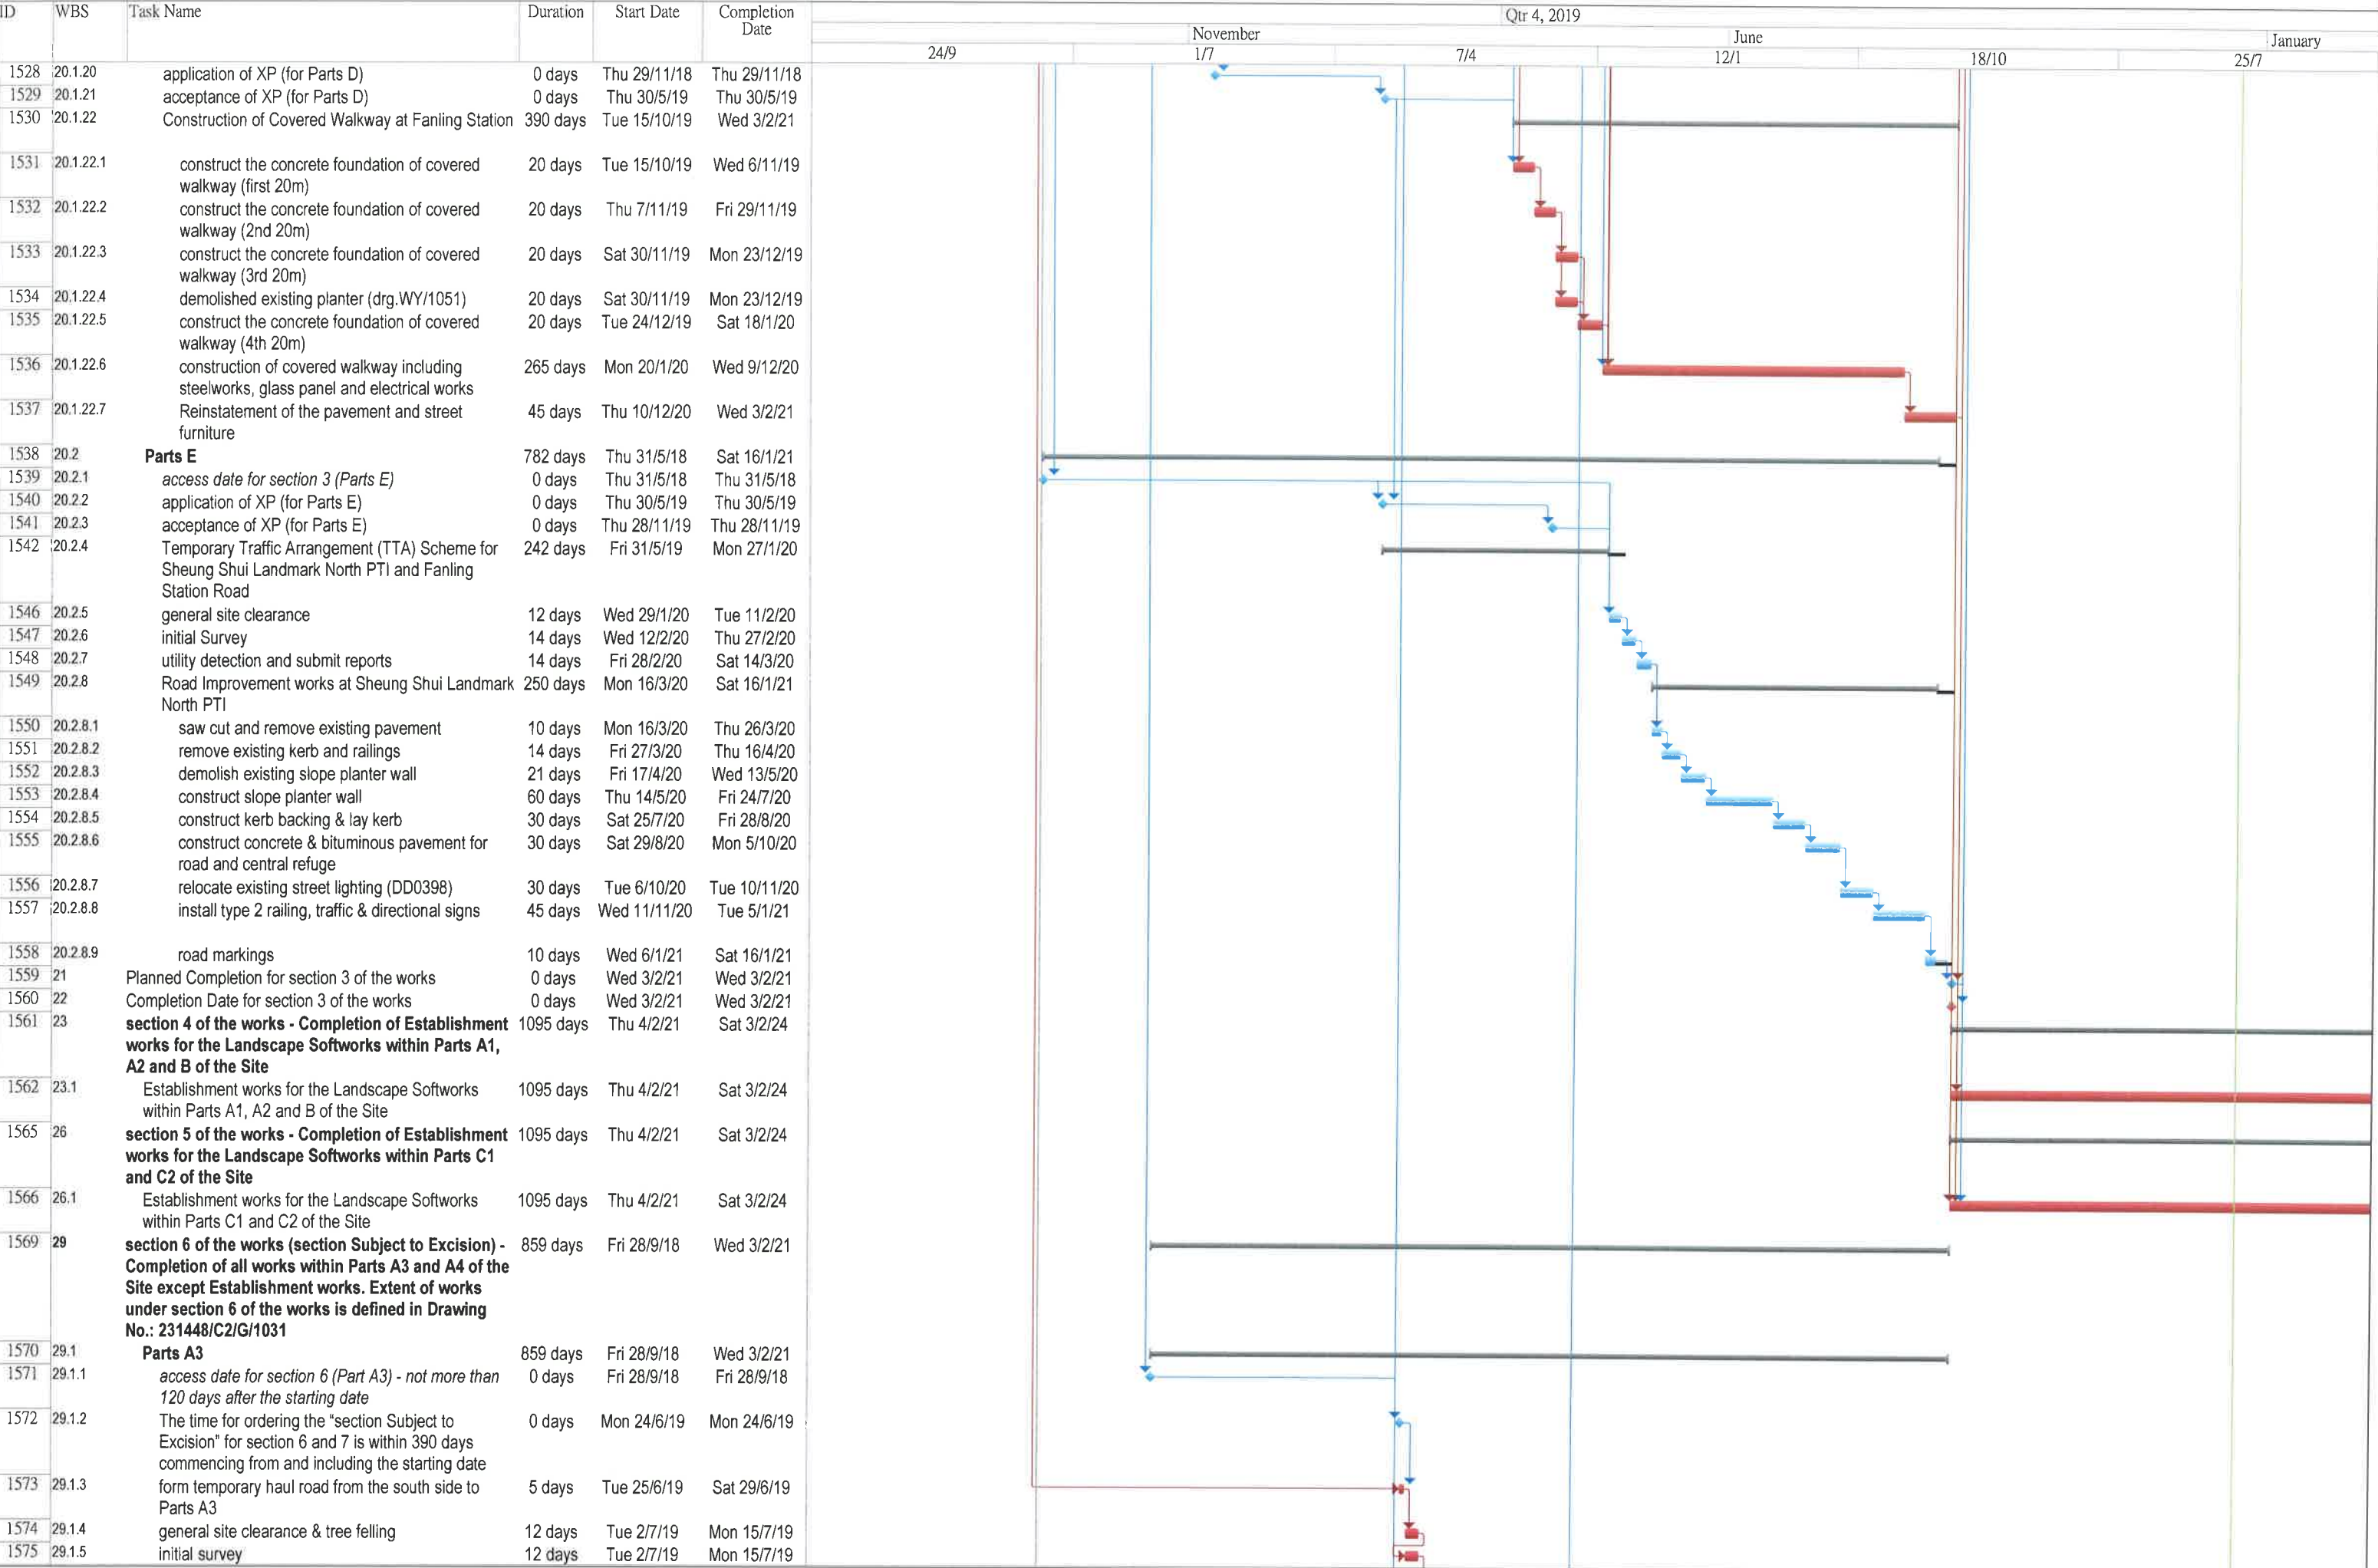 ID WBS Task Name Duration Start Date Completion Date
Qtr 4, 2019
November June January
24/9 1/7 7/4 12/1 18/10 25/7
1528 20.1.20 application of XP (for Parts D) 0 days Thu 29/11/18 Thu 29/11/18
1529 20.1.21 acceptance of XP (for Parts D) 0 days Thu 30/5/19 Thu 30/5/19
1530 20.1.22 Construction of Covered Walkway at Fanling Station 390 days Tue 15/10/19 Wed 3/2/21
1531 20.1.22.1 construct the concrete foundation of covered 20 days Tue 15/10/19 Wed 6/11/19
walkway (first 20m)
1532 20.1.22.2 construct the concrete foundation of covered 20 days Thu 7/11/19 Fri 29/11/19
walkway (2nd 20m)
1533 20.1.22.3 construct the concrete foundation of covered 20 days Sat 30/11/19 Mon 23/12/19
walkway (3rd 20m)
1534 20.1.22.4 demolished existing planter (drg.WY/1051) 20 days Sat 30/11/19 Mon 23/12/19
1535 20.1.22.5 construct the concrete foundation of covered 20 days Tue 24/12/19 Sat 18/1/20
walkway (4th 20m)
1536 20.1.22.6 construction of covered walkway including 265 days Mon 20/1/20 Wed 9/12/20
steelworks, glass panel and electrical works
1537 20.1.22.7 Reinstatement of the pavement and street 45 days Thu 10/12/20 Wed 3/2/21
furniture
1538 20.2 Parts E 782 days Thu 31/5/18 Sat 16/1/21
1539 20.2.1 access date for section 3 (Parts E) 0 days Thu 31/5/18 Thu 31/5/18
1540 20.2.2 application of XP (for Parts E) 0 days Thu 30/5/19 Thu 30/5/19
1541 20.2.3 acceptance of XP (for Parts E) 0 days Thu 28/11/19 Thu 28/11/19
1542 20.2.4 Temporary Traffic Arrangement (TTA) Scheme for 242 days Fri 31/5/19 Mon 27/1/20
Sheung Shui Landmark North PTI and Fanling
Station Road
1546 20.2.5 general site clearance 12 days Wed 29/1/20 Tue 11/2/20
1547 20.2.6 initial Survey 14 days Wed 12/2/20 Thu 27/2/20
1548 20.2.7 utility detection and submit reports 14 days Fri 28/2/20 Sat 14/3/20
1549 20.2.8 Road Improvement works at Sheung Shui Landmark 250 days Mon 16/3/20 Sat 16/1/21
North PTI
1550 20.2.8.1 saw cut and remove existing pavement 10 days Mon 16/3/20 Thu 26/3/20
1551 20.2.8.2 remove existing kerb and railings 14 days Fri 27/3/20 Thu 16/4/20
1552 20.2.8.3 demolish existing slope planter wall 21 days Fri 17/4/20 Wed 13/5/20
1553 20.2.8.4 construct slope planter wall 60 days Thu 14/5/20 Fri 24/7/20
1554 20.2.8.5 construct kerb backing & lay kerb 30 days Sat 25/7/20 Fri 28/8/20
1555 20.2.8.6 construct concrete & bituminous pavement for 30 days Sat 29/8/20 Mon 5/10/20
road and central refuge
1556 20.2.8.7 relocate existing street lighting (DD0398) 30 days Tue 6/10/20 Tue 10/11/20
1557 20.2.8.8 install type 2 railing, traffic & directional signs 45 days Wed 11/11/20 Tue 5/1/21
1558 20.2.8.9 road markings 10 days Wed 6/1/21 Sat 16/1/21
1559 21 Planned Completion for section 3 of the works 0 days Wed 3/2/21 Wed 3/2/21
1560 22 Completion Date for section 3 of the works 0 days Wed 3/2/21 Wed 3/2/21
1561 23 section 4 of the works - Completion of Establishment 1095 days Thu 4/2/21 Sat 3/2/24
works for the Landscape Softworks within Parts A1,
A2 and B of the Site
1562 23.1 Establishment works for the Landscape Softworks 1095 days Thu 4/2/21 Sat 3/2/24
within Parts A1, A2 and B of the Site
1565 26 section 5 of the works - Completion of Establishment 1095 days Thu 4/2/21 Sat 3/2/24
works for the Landscape Softworks within Parts C1
and C2 of the Site
1566 26.1 Establishment works for the Landscape Softworks 1095 days Thu 4/2/21 Sat 3/2/24
within Parts C1 and C2 of the Site
1569 29 section 6 of the works (section Subject to Excision) - 859 days Fri 28/9/18 Wed 3/2/21
Completion of all works within Parts A3 and A4 of the
Site except Establishment works. Extent of works
under section 6 of the works is defined in Drawing
No.: 231448/C2/G/1031
1570 29.1 Parts A3 859 days Fri 28/9/18 Wed 3/2/21
1571 29.1.1 access date for section 6 (Part A3) - not more than 0 days Fri 28/9/18 Fri 28/9/18
120 days after the starting date
1572 29.1.2 The time for ordering the "section Subject to 0 days Mon 24/6/19 Mon 24/6/19
Excision" for section 6 and 7 is within 390 days
commencing from and including the starting date
1573 29.1.3 form temporary haul road from the south side to 5 days Tue 25/6/19 Sat 29/6/19
Parts A3
1574 29.1.4 general site clearance & tree felling 12 days Tue 2/7/19 Mon 15/7/19
1575 29.1.5 initial survey 12 days Tue 2/7/19 Mon 15/7/19